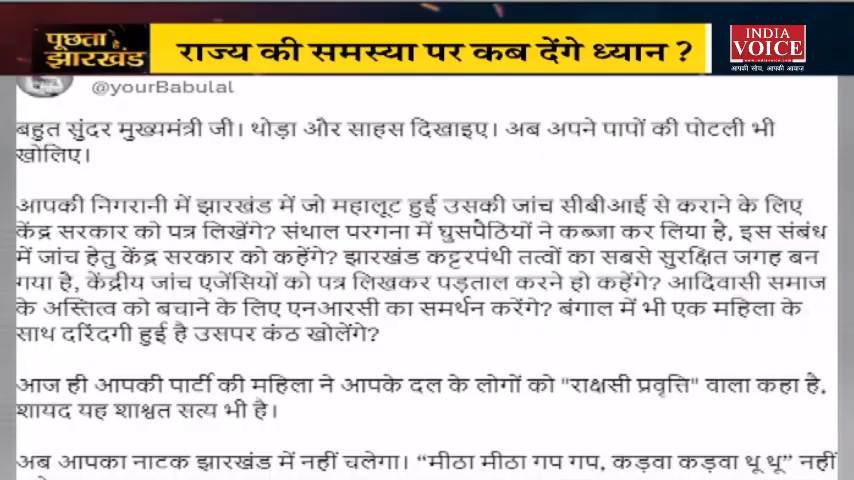 पूछता है
झारखंड
राज्य की समस्या पर कब देंगे ध्यान ?
INDIA
VOICE
आपकी सोच, आपकी आवाज़
@yourBabulal
बहुत सुंदर मुख्यमंत्री जी। थोड़ा और साहस दिखाइए। अब अपने पापों की पोटली भी
खोलिए।
आपकी निगरानी में झारखंड में जो महालूट हुई उसकी जांच सीबीआई से कराने के लिए
केंद्र सरकार को पत्र लिखेंगे? संथाल परगना में घुसपैठियों ने कब्जा कर लिया है, इस संबंध
में जांच हेतु केंद्र सरकार को कहेंगे? झारखंड कट्टरपंथी तत्वों का सबसे सुरक्षित जगह बन
गया है, केंद्रीय जांच एजेंसियों को पत्र लिखकर पड़ताल करने हो कहेंगे? आदिवासी समाज
के अस्तित्व को बचाने के लिए एनआरसी का समर्थन करेंगे? बंगाल में भी एक महिला के
साथ दरिंदगी हुई है उसपर कंठ खोलेंगे?
आज ही आपकी पार्टी की महिला ने आपके दल के लोगों को "राक्षसी प्रवृत्ति" वाला कहा है,
शायद यह शाश्वत सत्य भी है।
अब आपका नाटक झारखंड में नहीं चलेगा। “मीठा मीठा गप गप, कड़वा कड़वा थू थू” नहीं